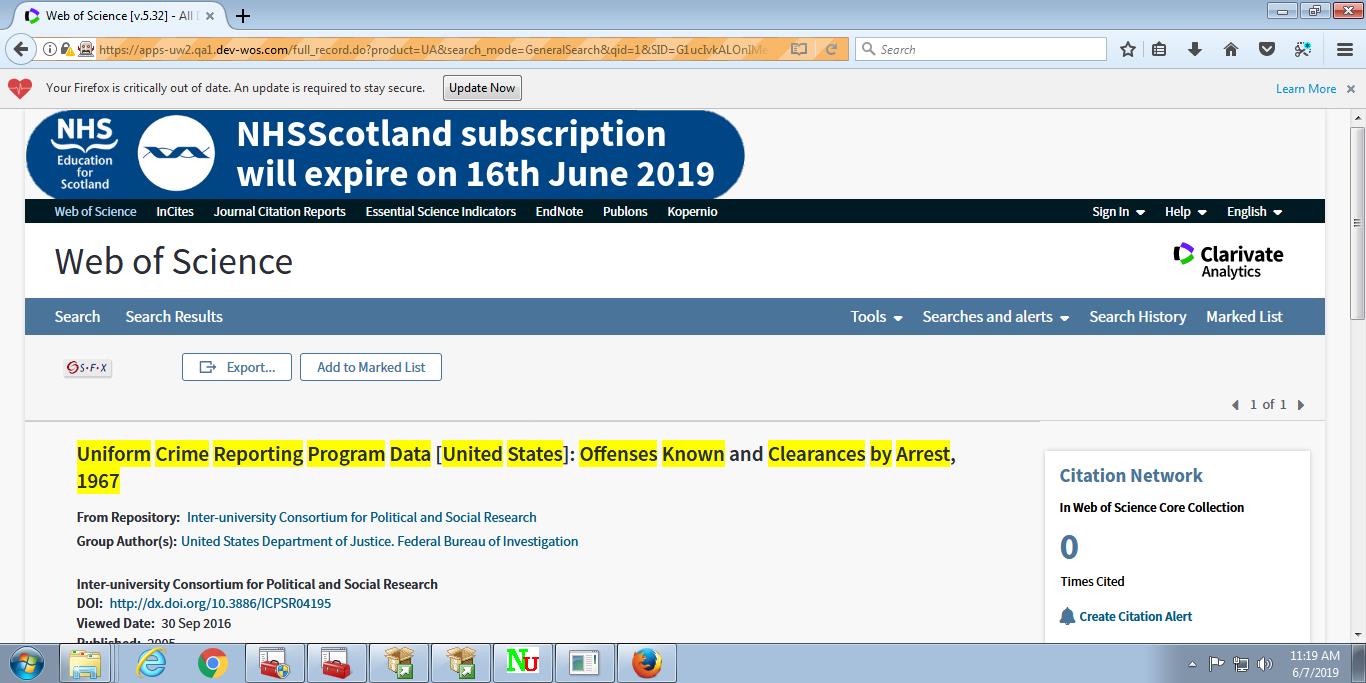 Web of Science [v.5.32] - All
https://apps-uw2.qa1.dev-wos.com/full_record.do?product=UA&search_mode=GeneralSearch&qid=1&SID=
Search
Your Firefox is critically out of date. An update is required to stay secure.
Update Now
Learn More
NHS
Education
for
Scotland
NHSScotland subscription
will expire on 16th June 2019
Web of Science InCites Journal Citation Reports Essential Science Indicators EndNote Publons Kopernio
Sign In Help English
Web of Science
Clarivate
Analytics
Search Search Results
Tools Searches and alerts Search History Marked List
S·F·X
Export...
Add to Marked List
1 of 1
Uniform Crime Reporting Program Data [United States]: Offenses Known and Clearances by Arrest,
1967
From Repository: Inter-university Consortium for Political and Social Research
Group Author(s): United States Department of Justice. Federal Bureau of Investigation
Inter-university Consortium for Political and Social Research
DOI: http://dx.doi.org/10.3886/ICPSR04195
Viewed Date: 30 Sep 2016
Published: 2005
Citation Network
In Web of Science Core Collection
0
Times Cited
Create Citation Alert
NU
11:19 AM
6/7/2019